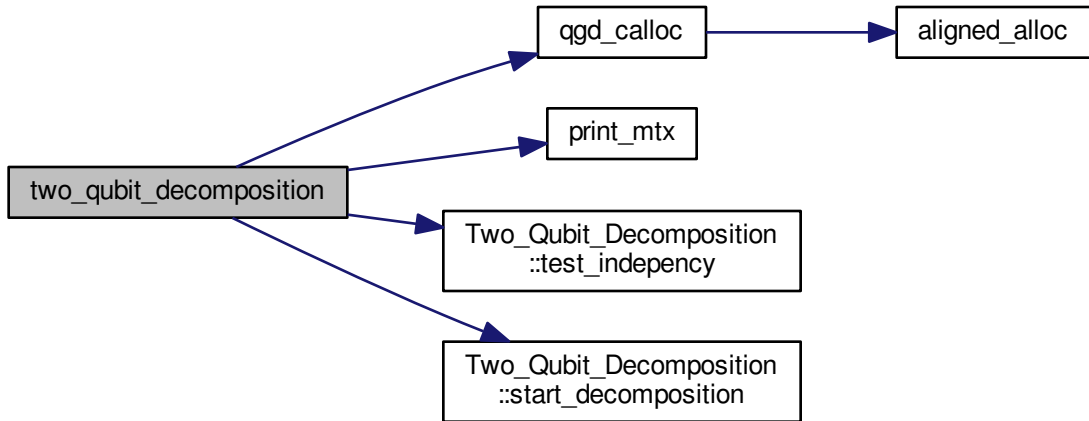 qgd_calloc
aligned_alloc
print_mtx
two_qubit_decomposition
Two_Qubit_Decomposition
::test_indepency
Two_Qubit_Decomposition
::start_decomposition